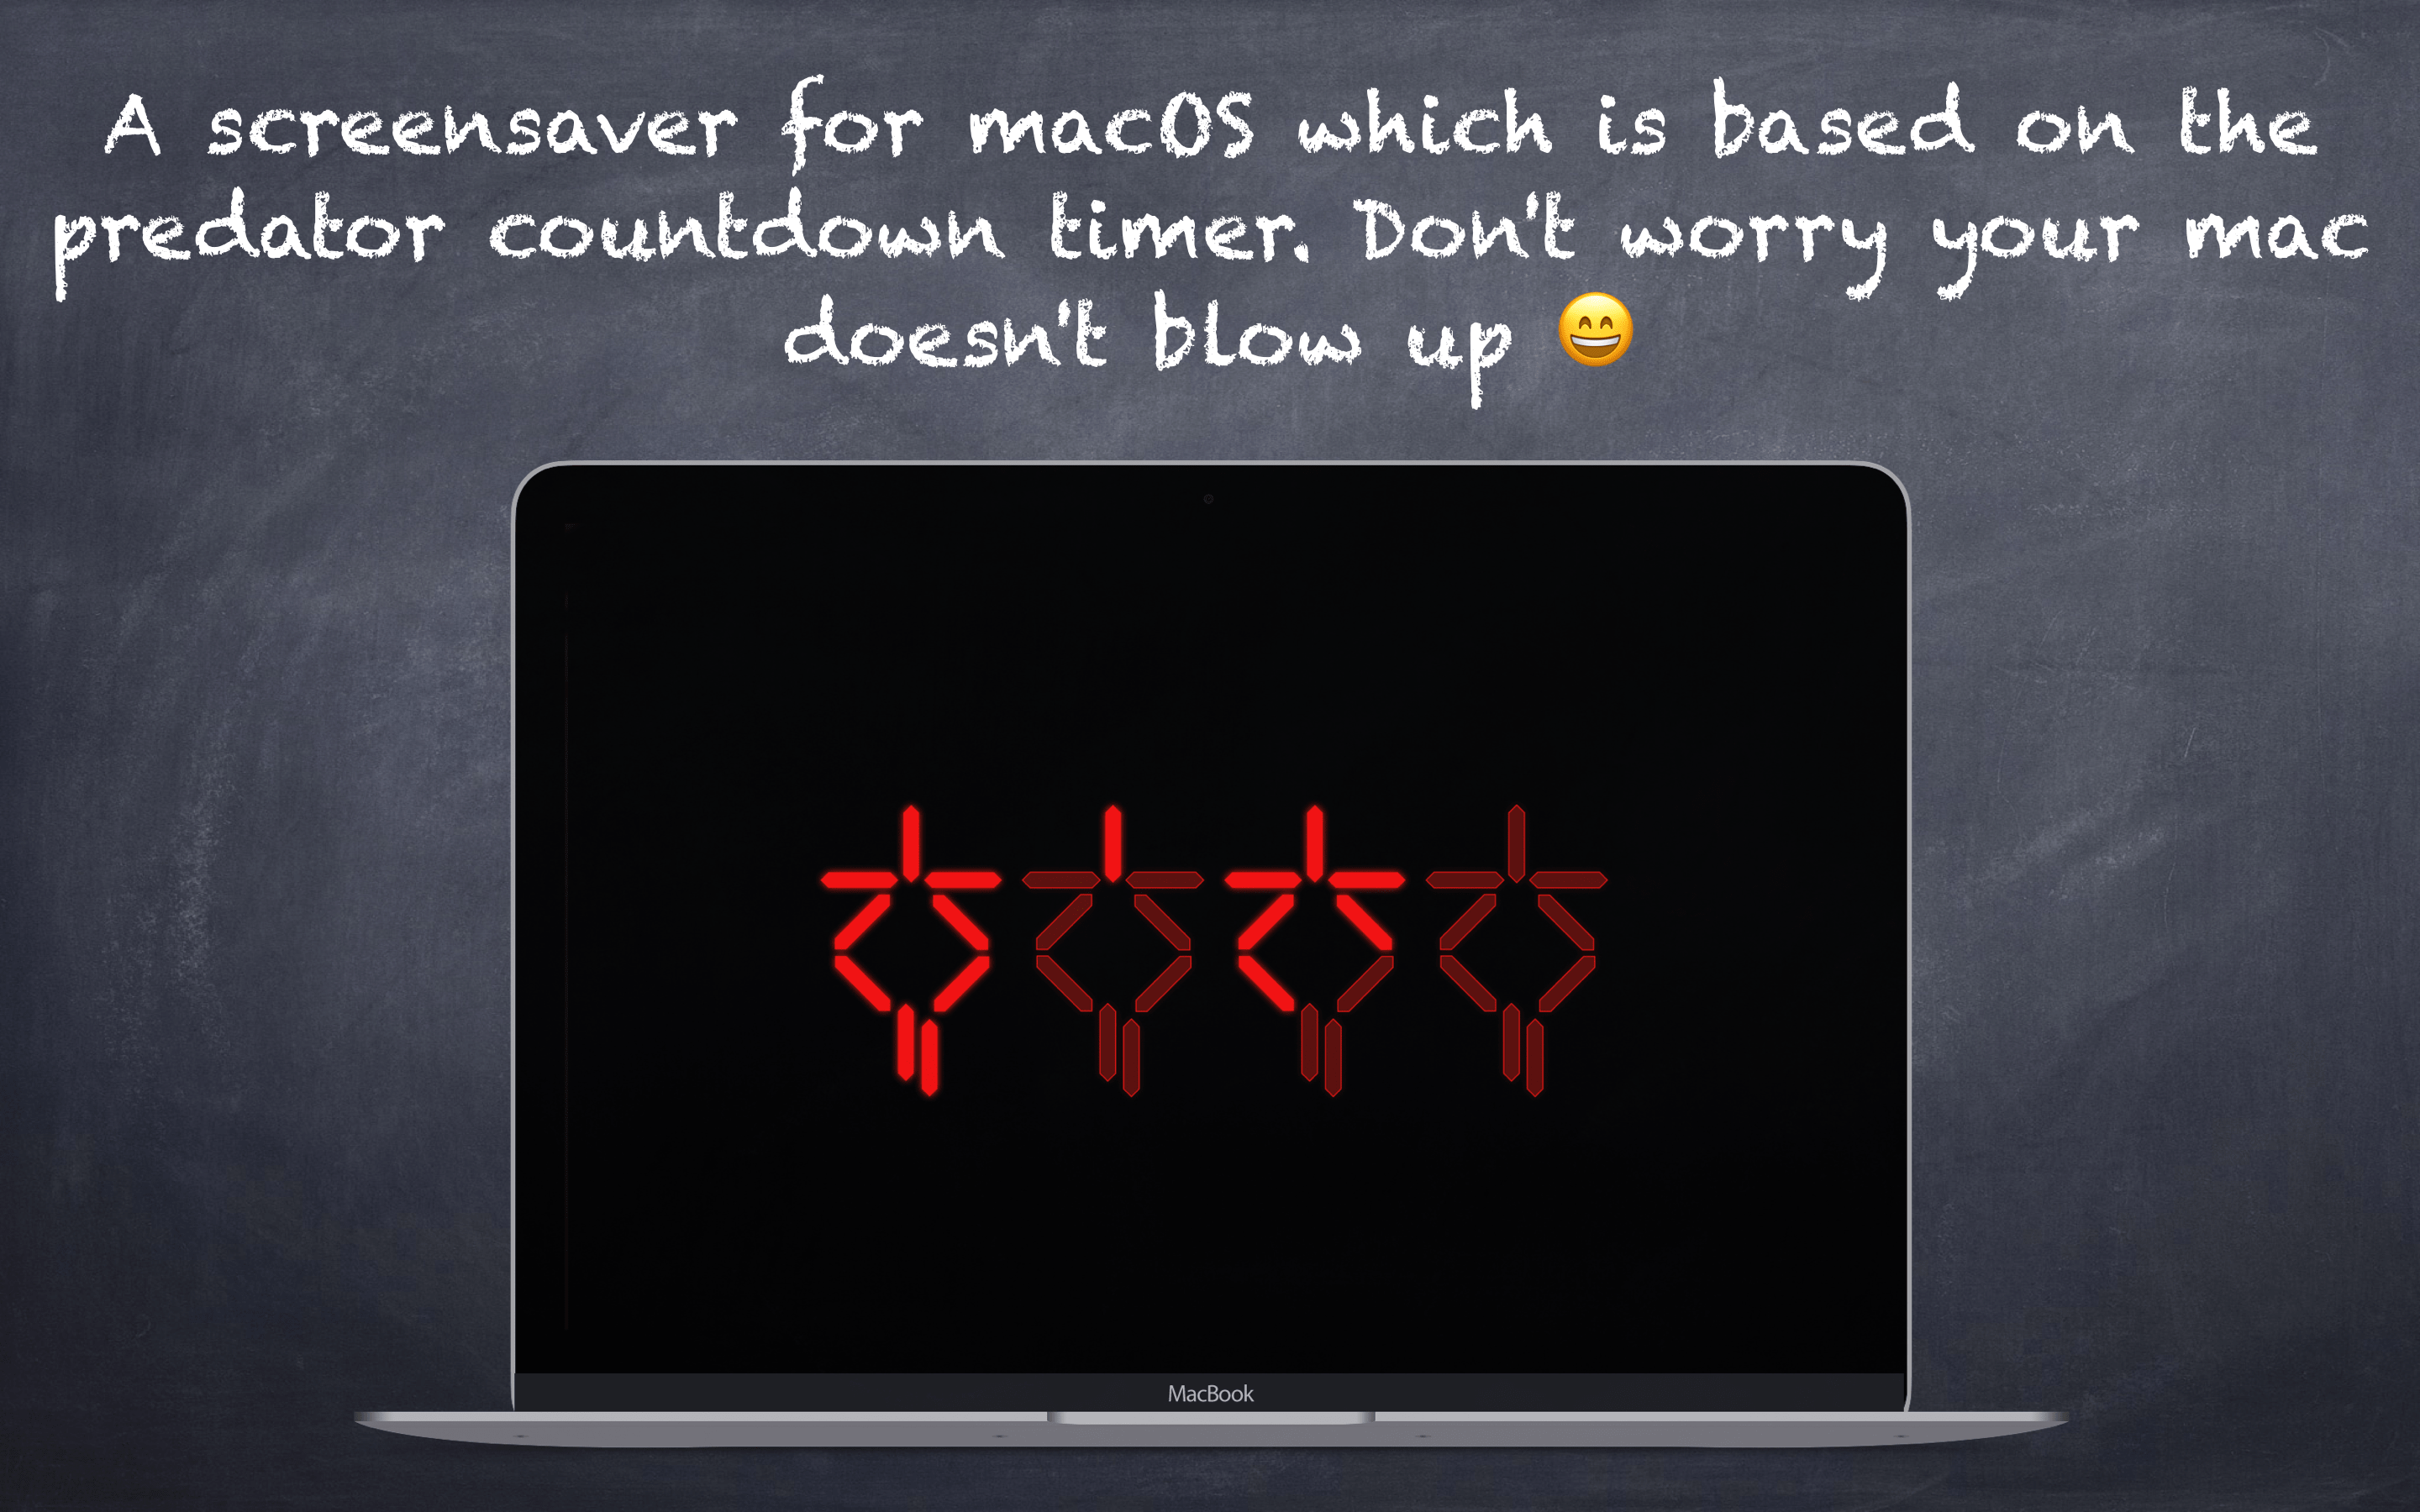 A screensaver for macOS which is based on the
predator countdown timer. Don't worry your mac
doesn't blow up 😄
MacBook